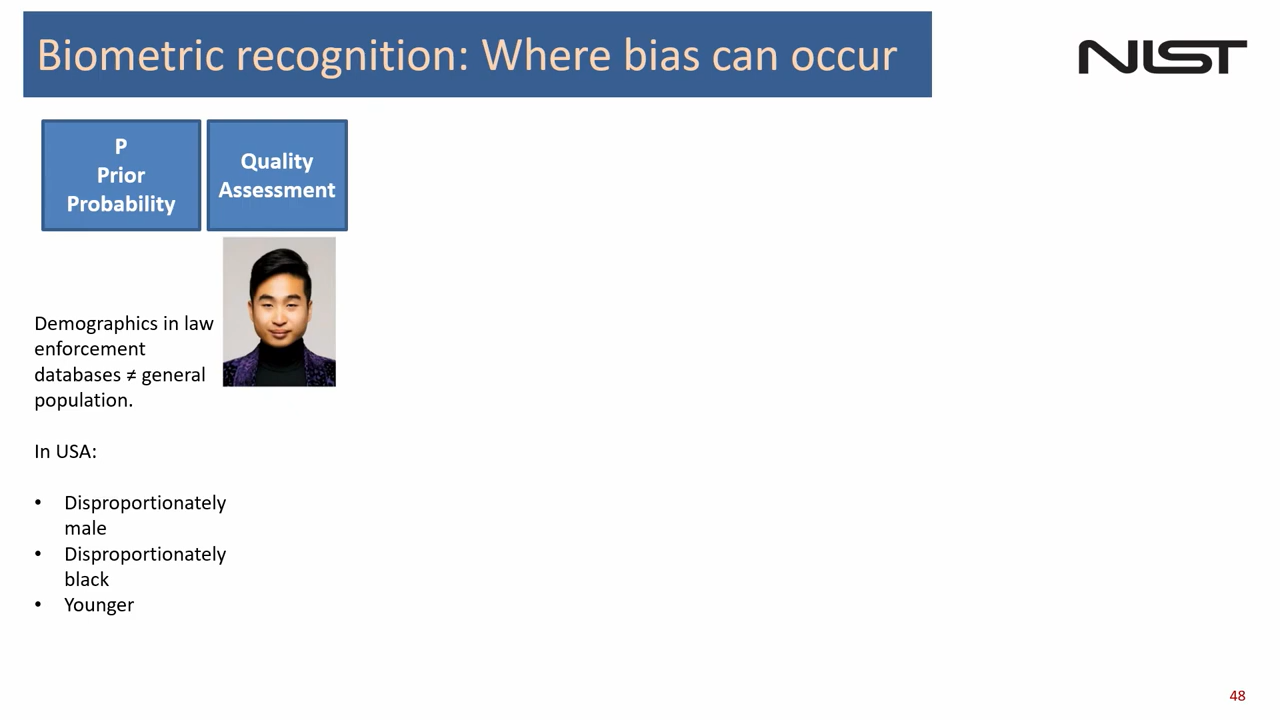 Biometric recognition: Where bias can occur
NIST
P
Prior
Probability
Quality
Assessment
Demographics in law
enforcement
databases ≠ general
population.
In USA:
• Disproportionately
male
• Disproportionately
black
• Younger
48